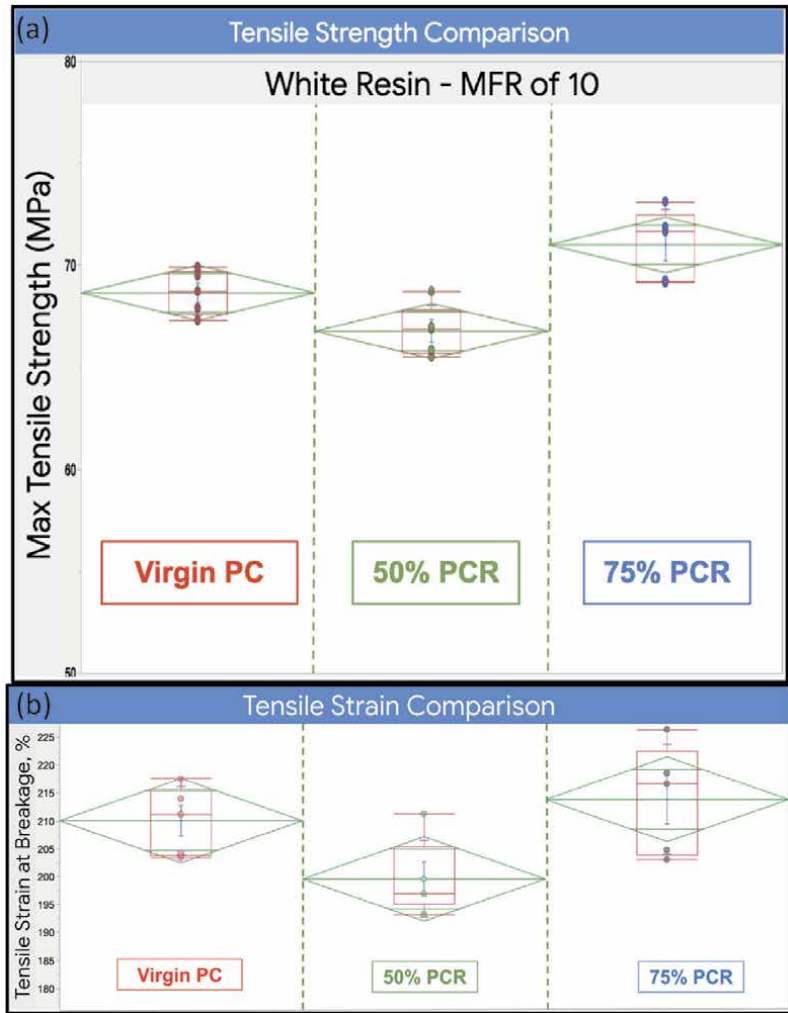 (a)
Tensile Strength Comparison
White Resin - MFR of 10
Max Tensile Strength (MPa)
80
70
60
50
Virgin PC
50% PCR
75% PCR
(b)
Tensile Strain Comparison
Tensile Strain at Breakage, %
225
220
215
210
205
200
195
190
185
180
Virgin PC
50% PCR
75% PCR